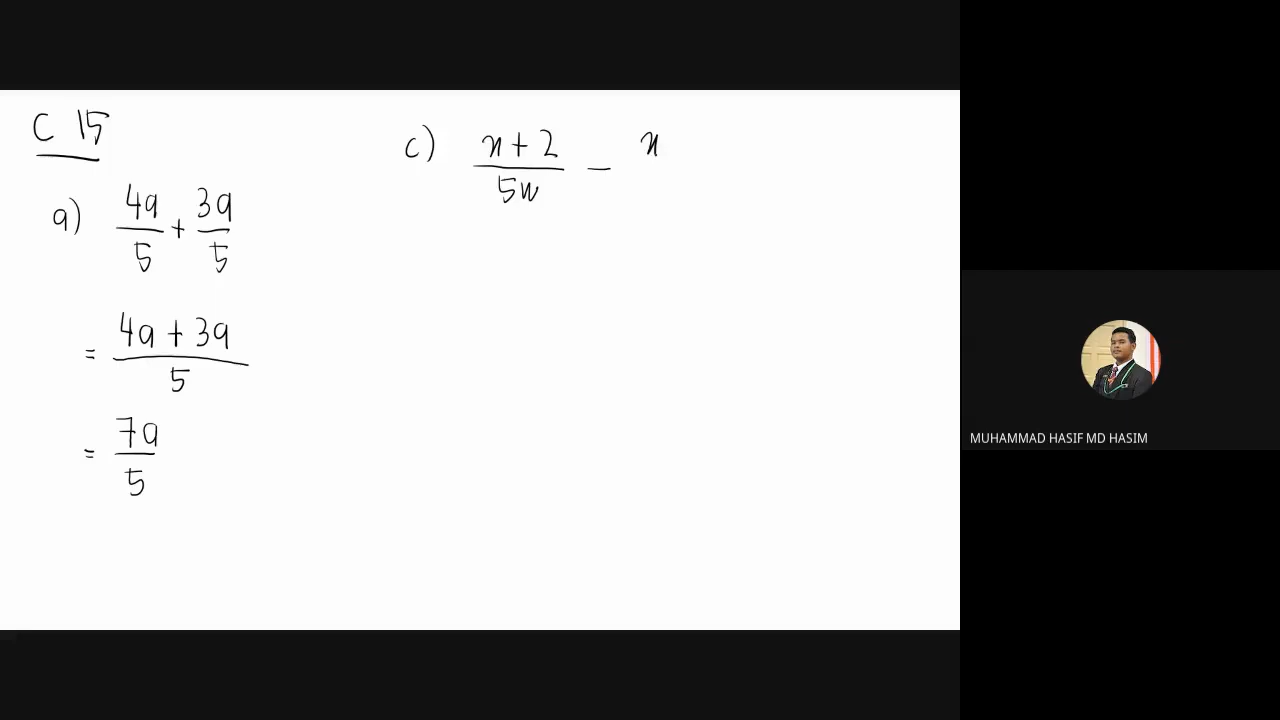 C 15
a) 4a/5 + 3a/5
= (4a + 3a)/5
= 7a/5
c) (n + 2)/5w − n
MUHAMMAD HASIF MD HASIM